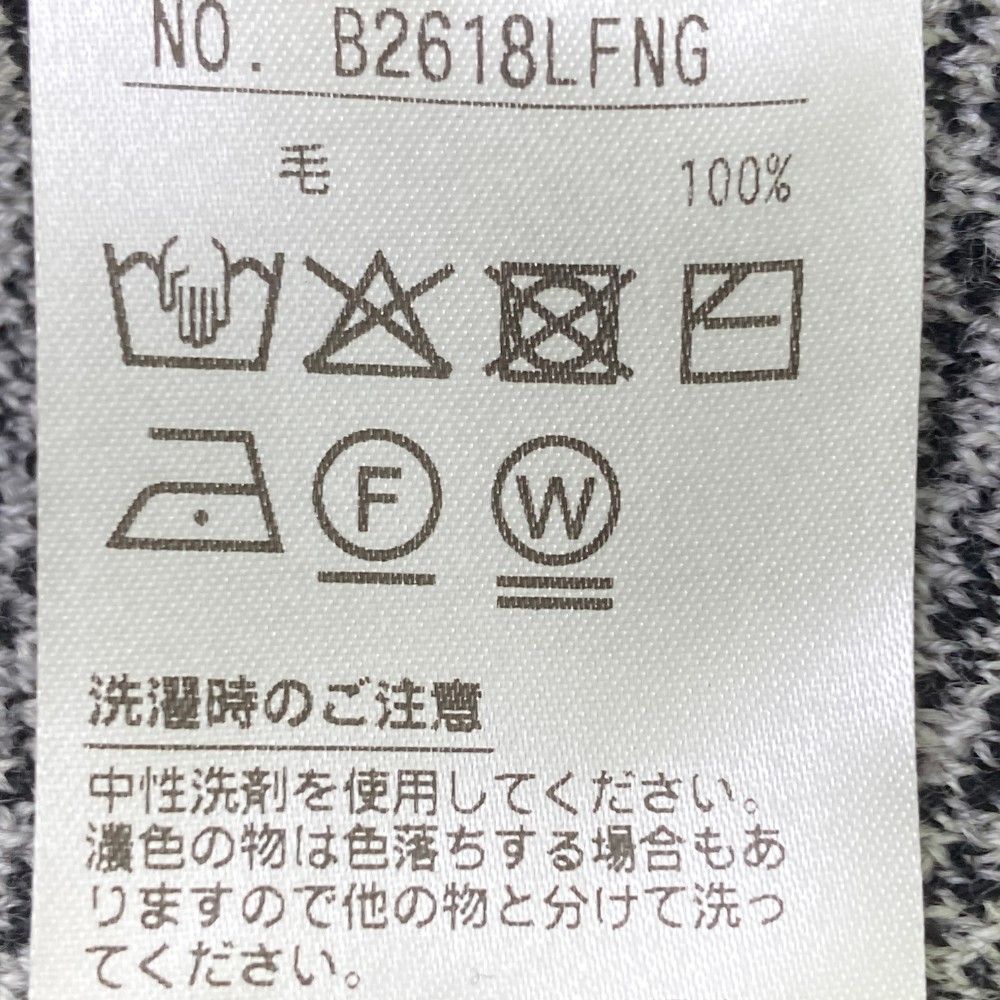 NO. B2618LFNG
毛 100%
F W
洗濯時のご注意
中性洗剤を使用してください。
濃色の物は色落ちする場合もあ
りますので他の物と分けて洗っ
てください。